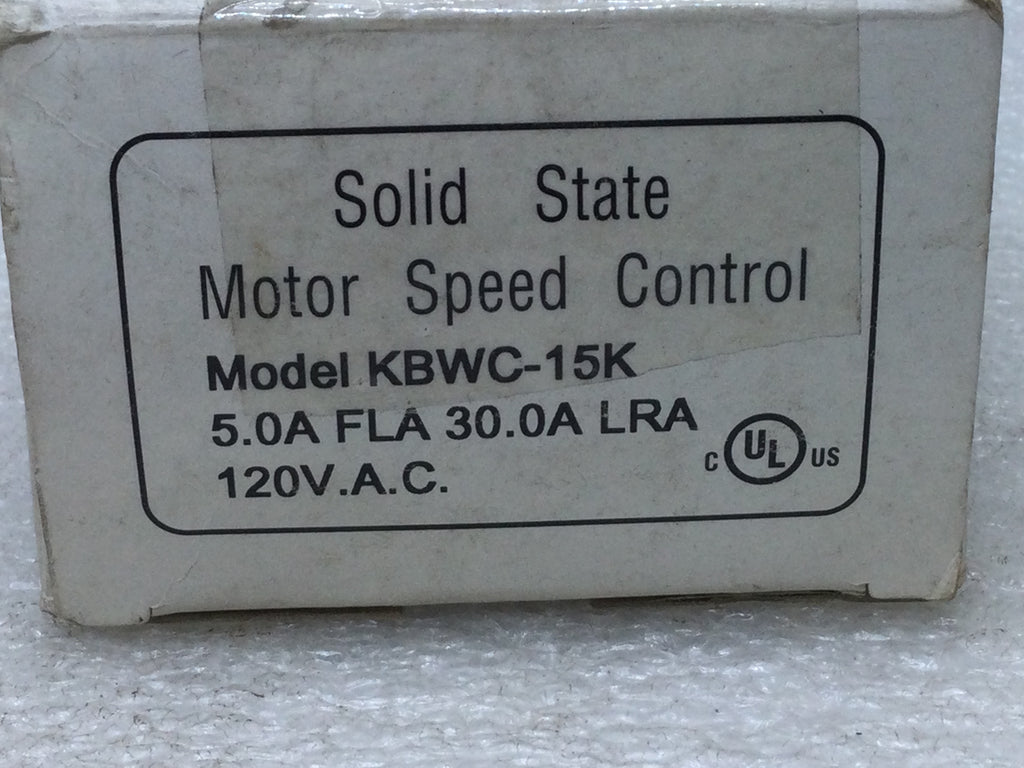 Solid State
Motor Speed Control
Model KBWC-15K
5.0A FLA 30.0A LRA
120V.A.C.
C UL US